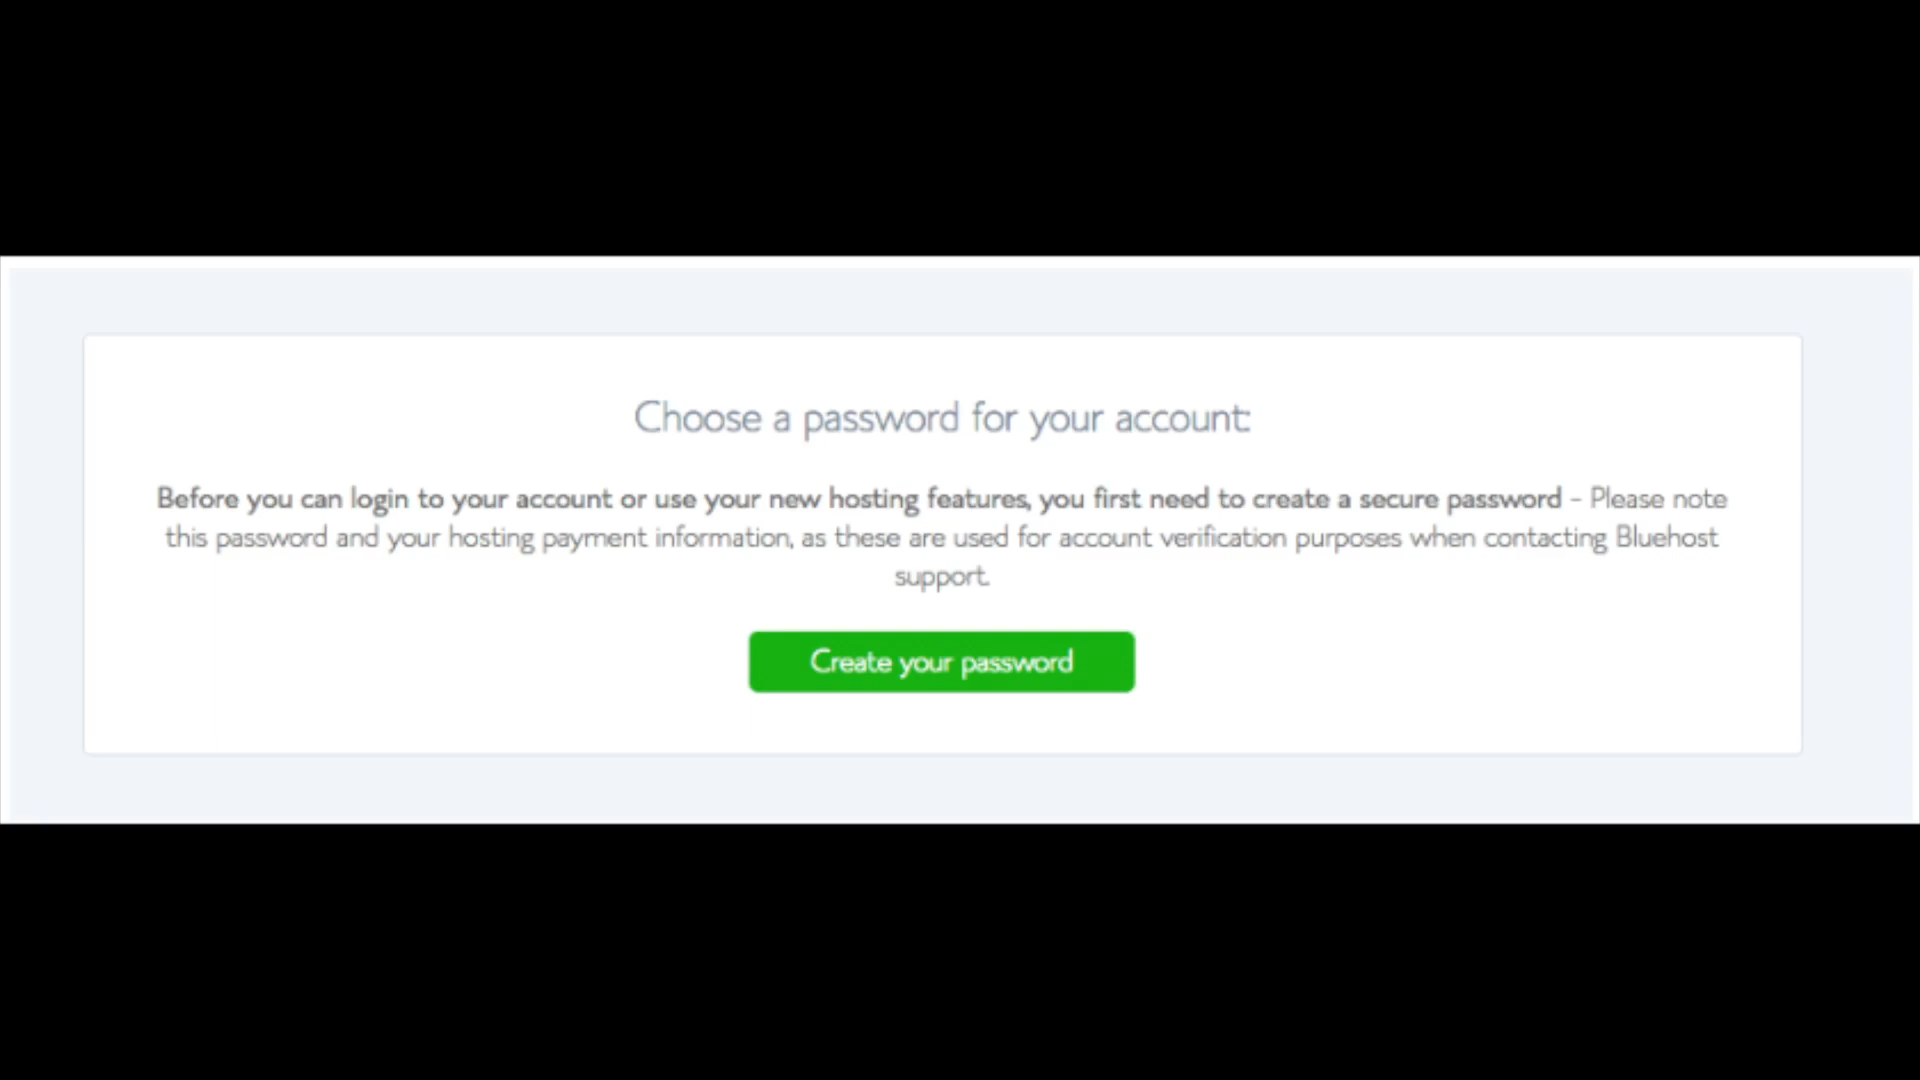 Choose a password for your account:
Before you can login to your account or use your new hosting features, you first need to create a secure password - Please note
this password and your hosting payment information, as these are used for account verification purposes when contacting Bluehost
support.
Create your password